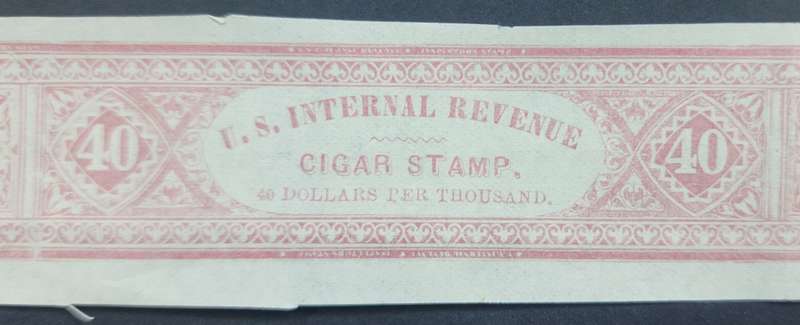 U.S. INTERNAL REVENUE
40 CIGAR STAMP. 40
40 DOLLARS PER THOUSAND.